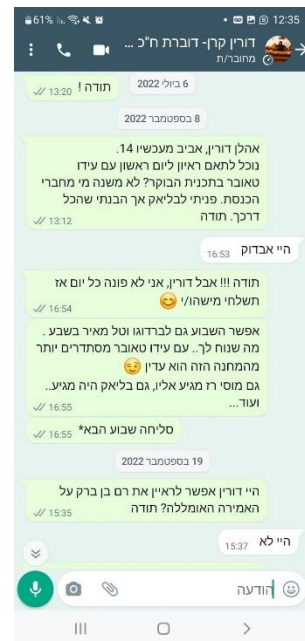 61% 12:35
דורין קרן- דוברת ח"כ ...
מחובר/ת
6 ביולי 2022
תודה ! 13:20
8 בספטמבר 2022
אהלן דורין, אביב מעכשיו 14.
נוכל לתאם ראיון ליום ראשון עם עידו
טאובר בתכנית הבוקר? לא משנה מי מחברי
הכנסת. פניתי לבליאק אך הבנתי שהכל
דרכך. תודה
13:12
היי אבדוק 16:53
תודה !!! אבל דורין, אני לא פונה כל יום אז
תשלחי מישהו/י 😊
16:54
אפשר השבוע גם לברדוגו וטל מאיר בשבע .
מה שנוח לך.. עם עידו טאובר מסתדרים יותר
מהמחנה הזה הוא עדין 😉
גם מוסי רז מגיע אליו, גם בליאק היה מגיע..
ועוד...
16:55
סליחה שבוע הבא* 16:55
19 בספטמבר 2022
היי דורין אפשר לראיין את רם בן ברק על
האמירה האומללה? תודה
15:35
היי לא 15:37
הודעה